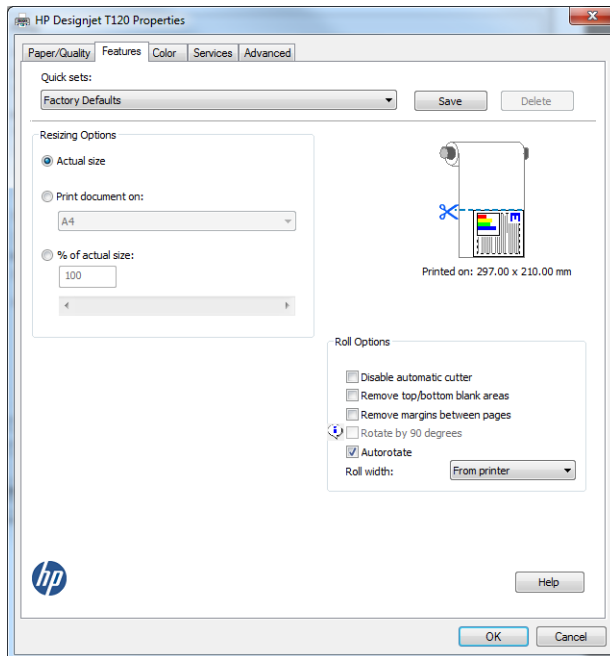 HP Designjet T120 Properties
Paper/Quality Features Color Services Advanced
Quick sets:
Factory Defaults Save Delete
Resizing Options
Actual size
Print document on:
A4
% of actual size:
100
E
Printed on: 297.00 x 210.00 mm
Roll Options
Disable automatic cutter
Remove top/bottom blank areas
Remove margins between pages
Rotate by 90 degrees
Autorotate
Roll width: From printer
hp
Help
OK Cancel